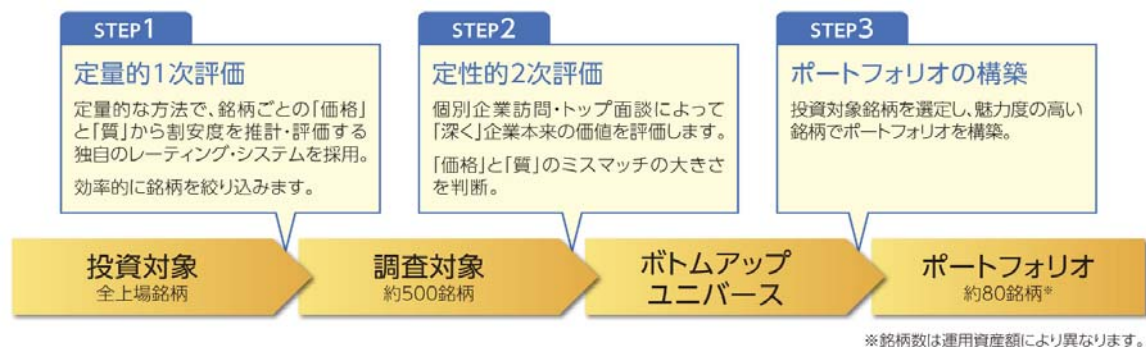 STEP1
定量的1次評価
定量的な方法で、銘柄ごとの「価格」
と「質」から割安度を推計・評価する
独自のレーティング・システムを採用。
効率的に銘柄を絞り込みます。
STEP2
定性的2次評価
個別企業訪問・トップ面談によって
「深く」企業本来の価値を評価します。
「価格」と「質」のミスマッチの大きさ
を判断。
STEP3
ポートフォリオの構築
投資対象銘柄を選定し、魅力度の高い
銘柄でポートフォリオを構築。
投資対象
全上場銘柄
調査対象
約500銘柄
ボトムアップ
ユニバース
ポートフォリオ
約80銘柄※
※銘柄数は運用資産額により異なります。